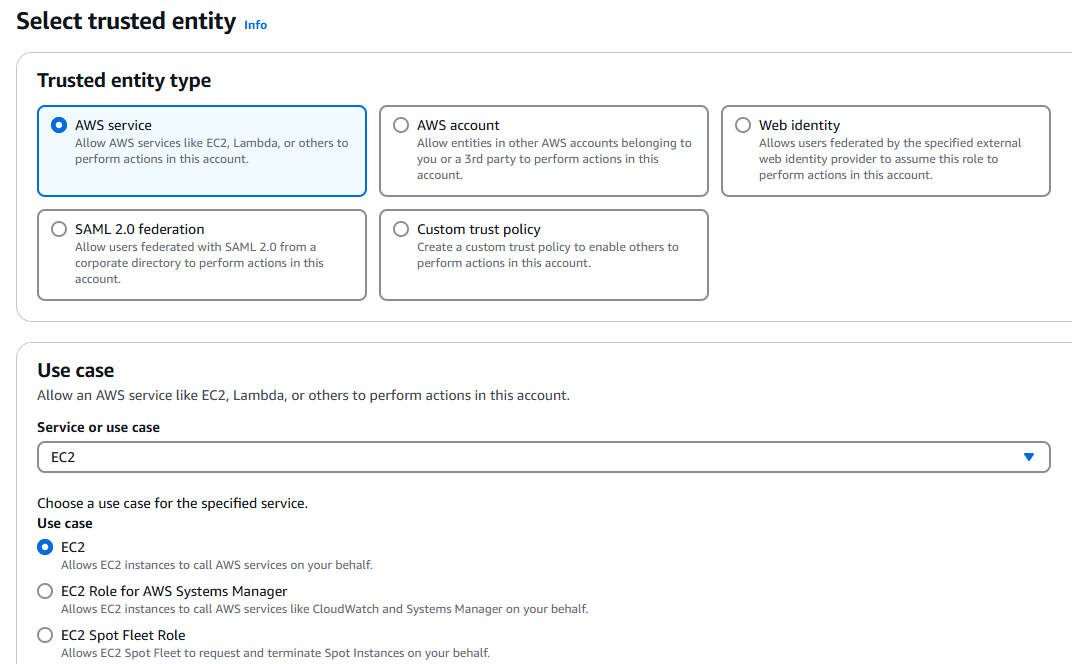 Select trusted entity Info
Trusted entity type
AWS service
Allow AWS services like EC2, Lambda, or others to
perform actions in this account.
AWS account
Allow entities in other AWS accounts belonging to
you or a 3rd party to perform actions in this
account.
Web identity
Allows users federated by the specified external
web identity provider to assume this role to
perform actions in this account.
SAML 2.0 federation
Allow users federated with SAML 2.0 from a
corporate directory to perform actions in this
account.
Custom trust policy
Create a custom trust policy to enable others to
perform actions in this account.
Use case
Allow an AWS service like EC2, Lambda, or others to perform actions in this account.
Service or use case
EC2
Choose a use case for the specified service.
Use case
EC2
Allows EC2 instances to call AWS services on your behalf.
EC2 Role for AWS Systems Manager
Allows EC2 instances to call AWS services like CloudWatch and Systems Manager on your behalf.
EC2 Spot Fleet Role
Allows EC2 Spot Fleet to request and terminate Spot Instances on your behalf.